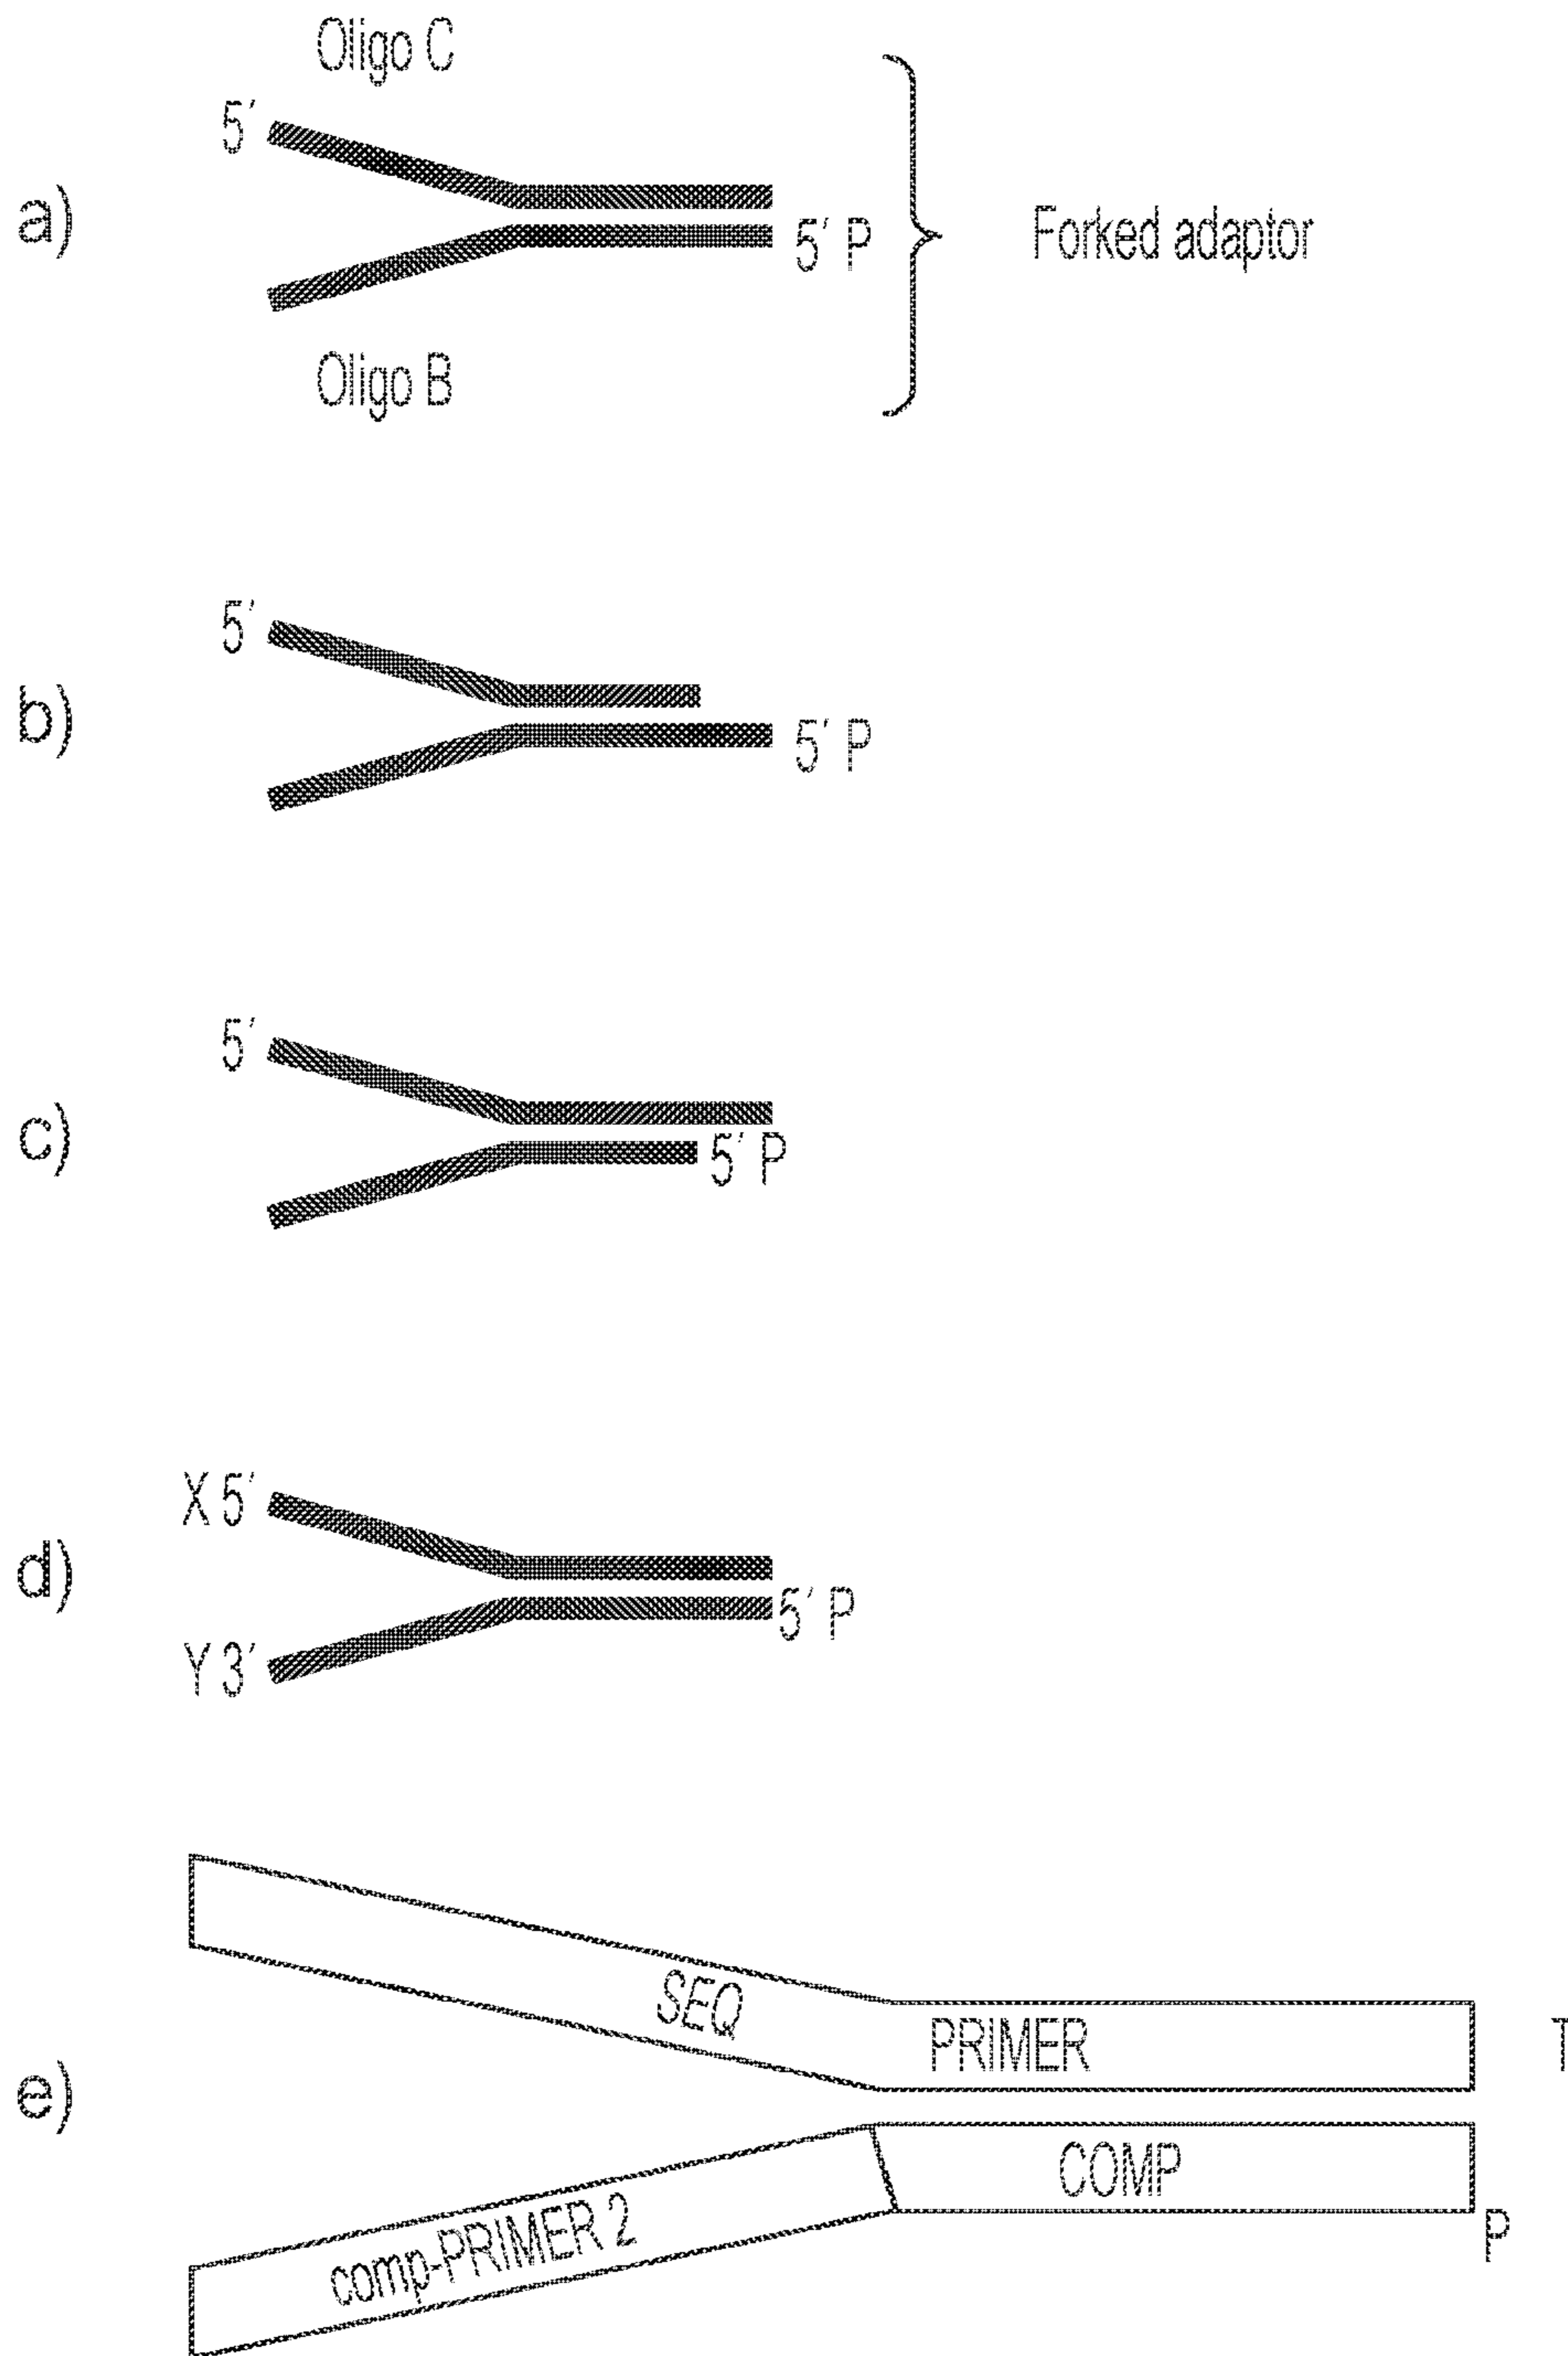 Oligo C
5′
a)
5′ P
Forked adaptor
Oligo B
5′
b)
5′ P
5′
c)
5′ P
X 5′
d)
5′ P
Y 3′
SEQ
PRIMER
T
e)
COMP
comp-PRIMER 2
P